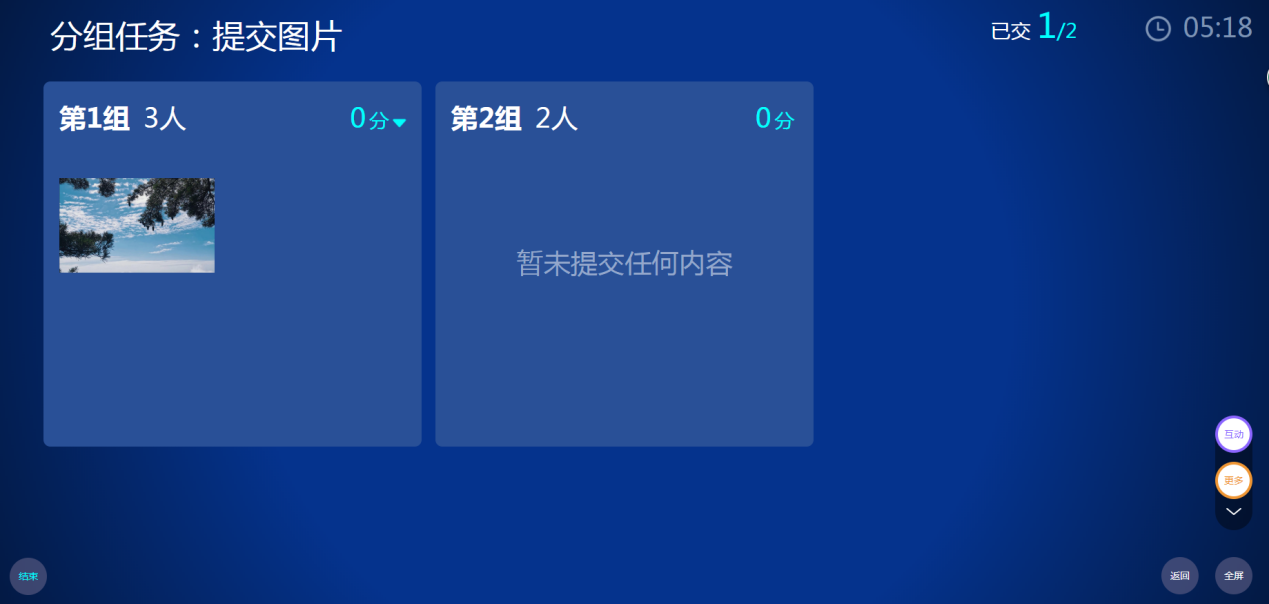 分组任务：提交图片
已交 1/2
05:18
第1组 3人 0分
第2组 2人 0分
暂未提交任何内容
互动
更多
结束
返回
全屏